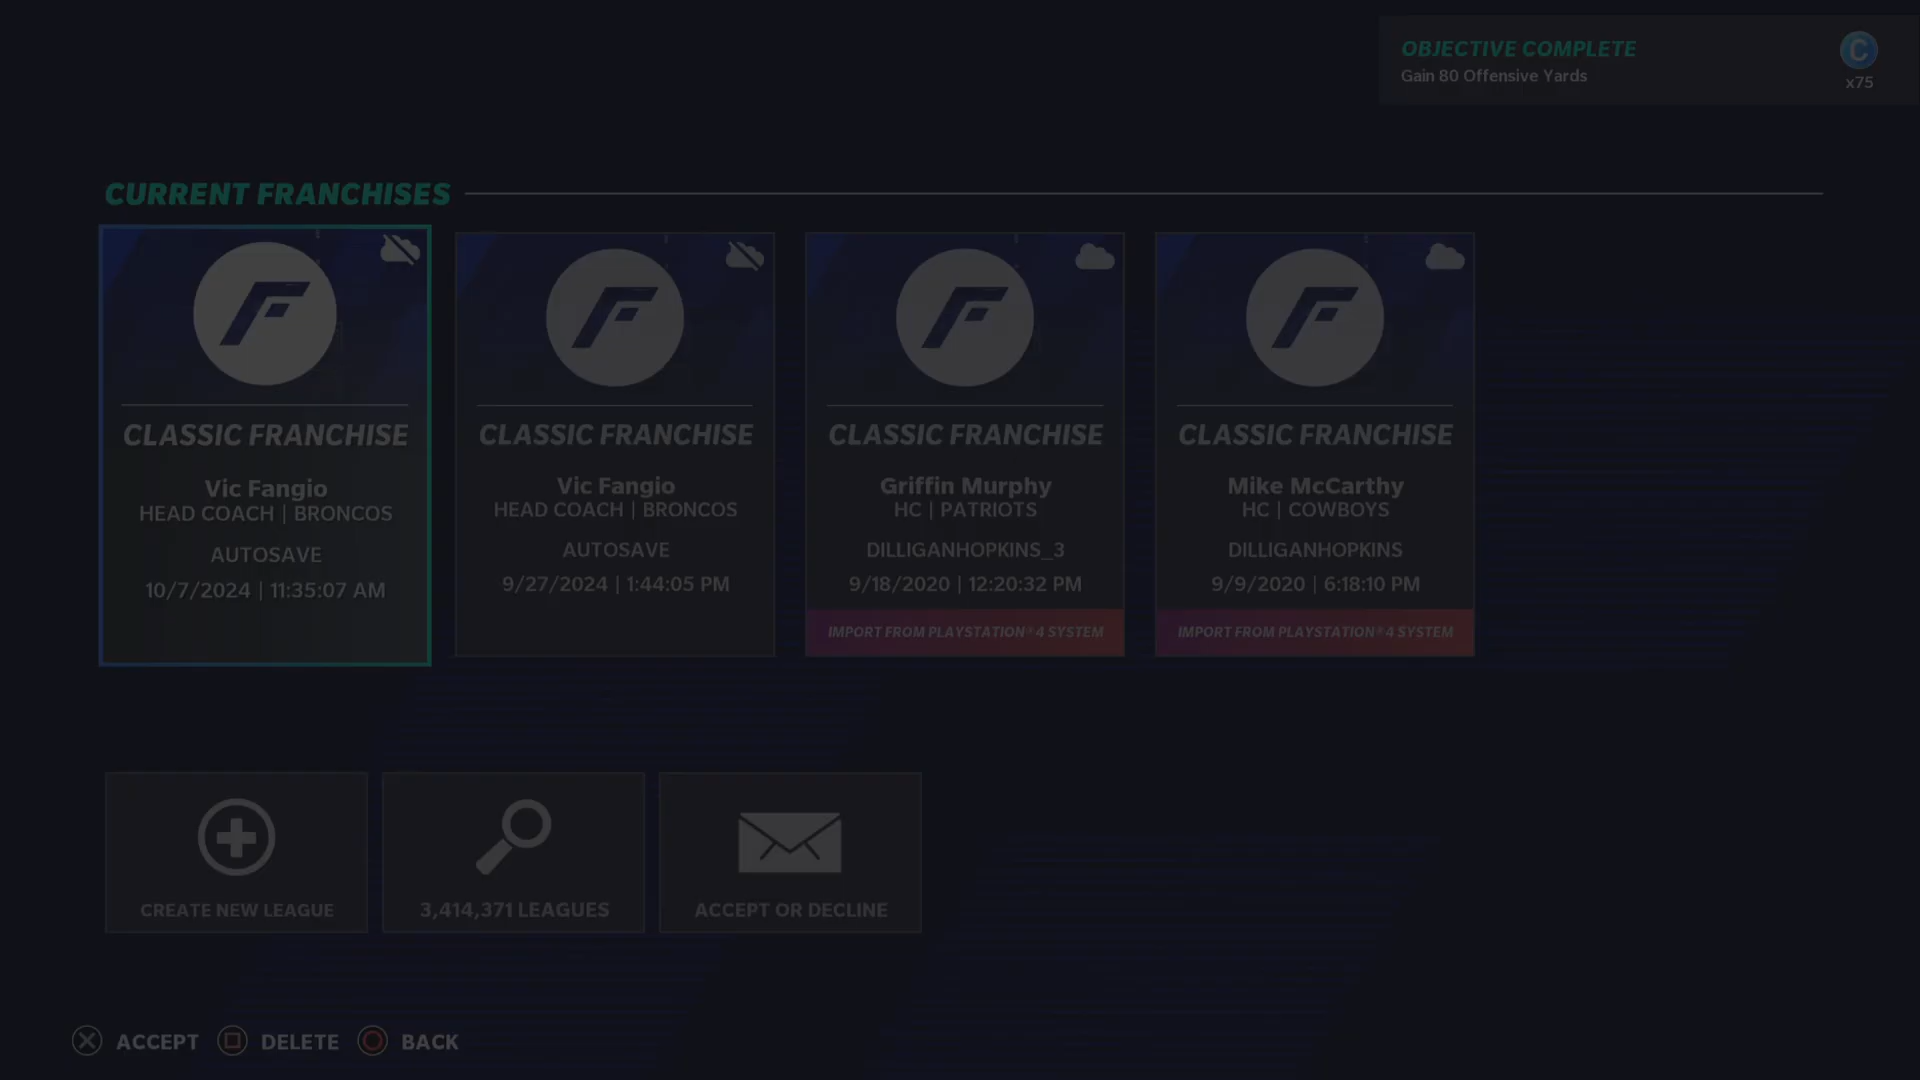 OBJECTIVE COMPLETE
Gain 80 Offensive Yards
C
x75
CURRENT FRANCHISES
CLASSIC FRANCHISE
Vic Fangio
HEAD COACH | BRONCOS
AUTOSAVE
10/7/2024 | 11:35:07 AM
CLASSIC FRANCHISE
Vic Fangio
HEAD COACH | BRONCOS
AUTOSAVE
9/27/2024 | 1:44:05 PM
CLASSIC FRANCHISE
Griffin Murphy
HC | PATRIOTS
DILLIGANHOPKINS_3
9/18/2020 | 12:20:32 PM
IMPORT FROM PLAYSTATION®4 SYSTEM
CLASSIC FRANCHISE
Mike McCarthy
HC | COWBOYS
DILLIGANHOPKINS
9/9/2020 | 6:18:10 PM
IMPORT FROM PLAYSTATION®4 SYSTEM
CREATE NEW LEAGUE
3,414,371 LEAGUES
ACCEPT OR DECLINE
ACCEPT DELETE BACK